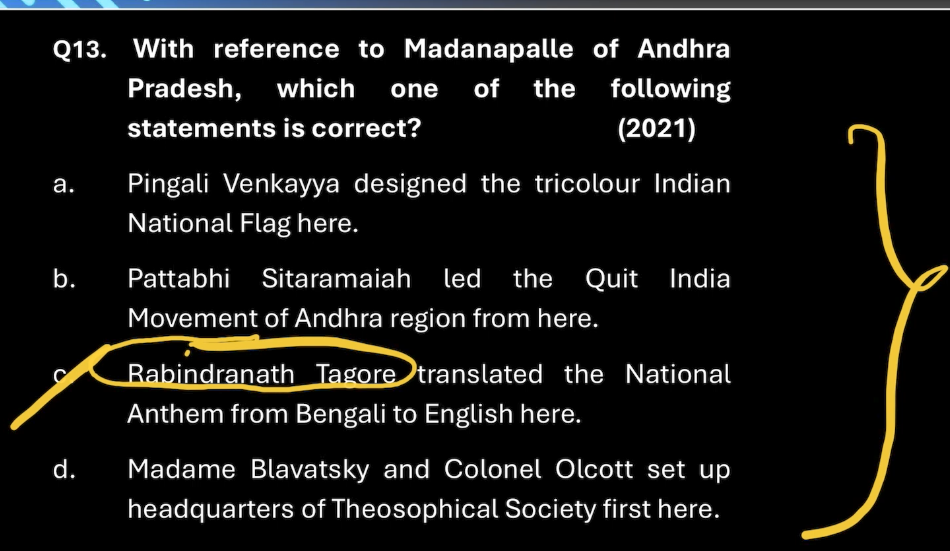 Q13. With reference to Madanapalle of Andhra
Pradesh, which one of the following
statements is correct? (2021)
a. Pingali Venkayya designed the tricolour Indian
National Flag here.
b. Pattabhi Sitaramaiah led the Quit India
Movement of Andhra region from here.
c. Rabindranath Tagore translated the National
Anthem from Bengali to English here.
d. Madame Blavatsky and Colonel Olcott set up
headquarters of Theosophical Society first here.